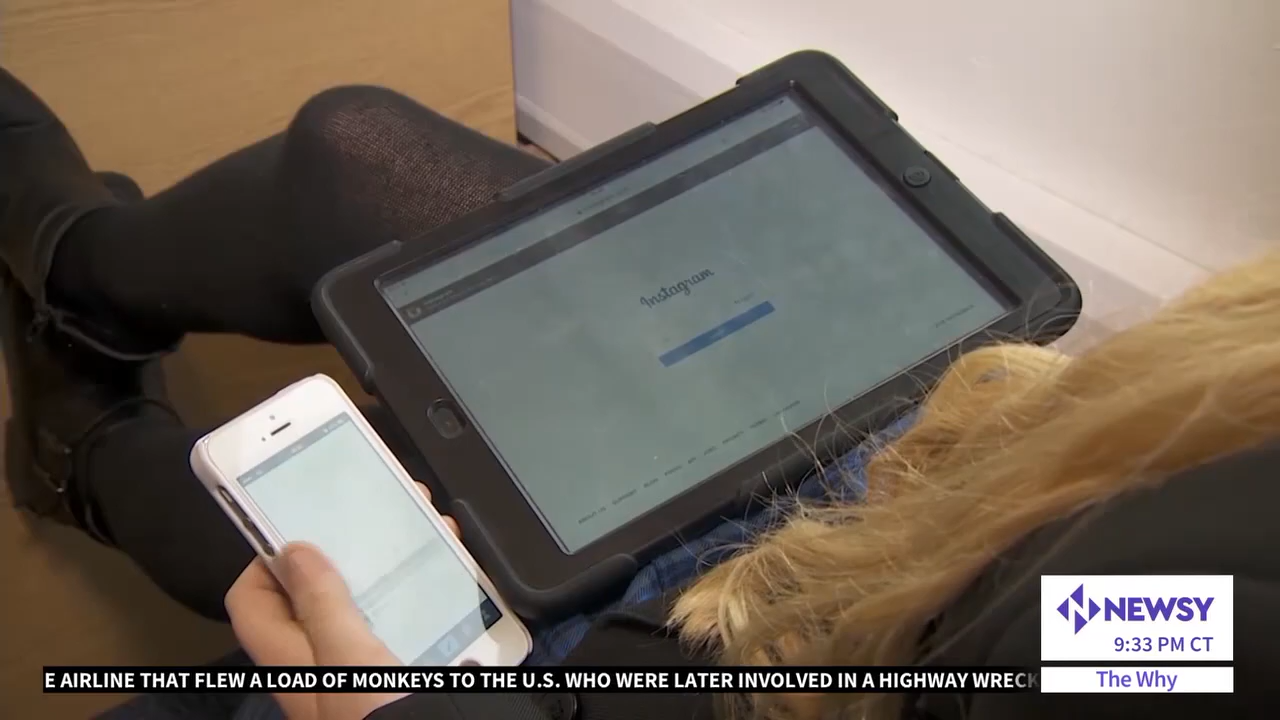 Instagram
NEWSY
9:33 PM CT
E AIRLINE THAT FLEW A LOAD OF MONKEYS TO THE U.S. WHO WERE LATER INVOLVED IN A HIGHWAY WRECK
The Why